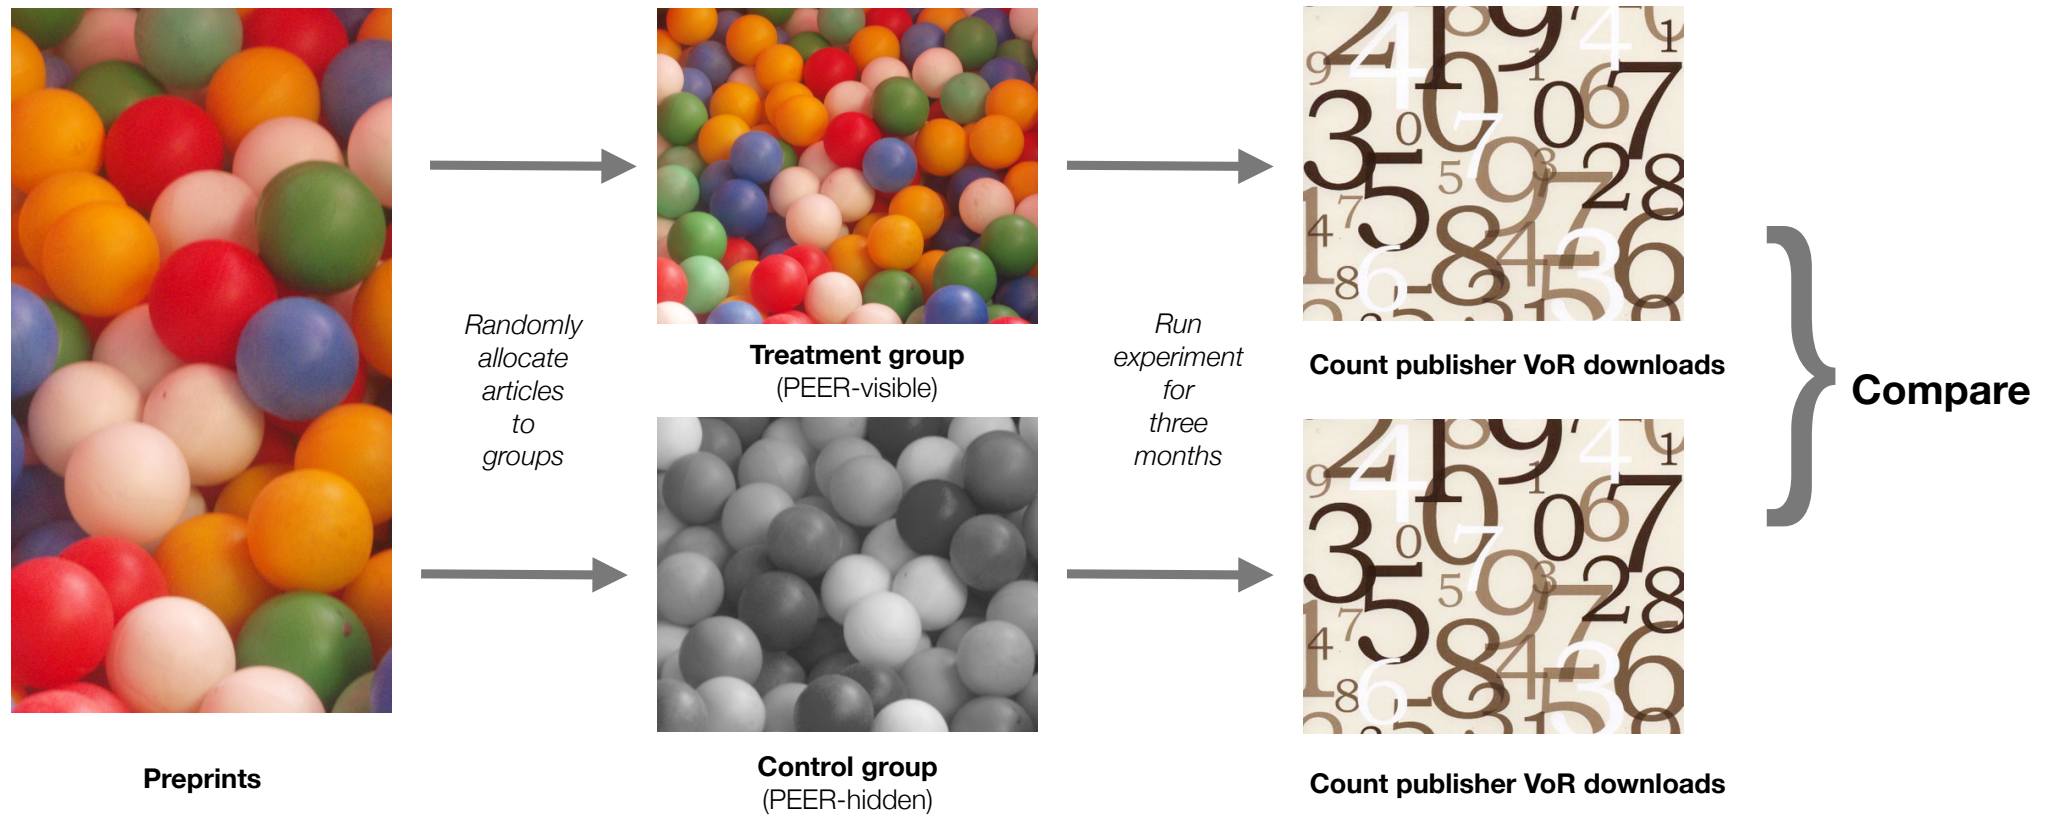 Preprints
Randomly
allocate
articles
to
groups
Treatment group
(PEER-visible)
Control group
(PEER-hidden)
Run
experiment
for
three
months
Count publisher VoR downloads
Count publisher VoR downloads
Compare